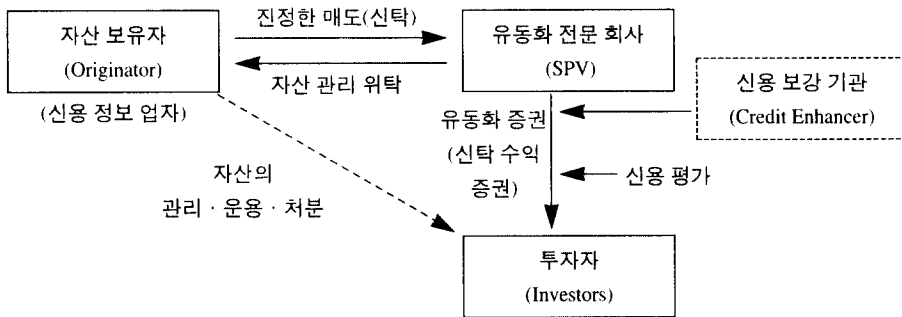 진정한 매도(신탁)
자산 보유자
(Originator)
유동화 전문 회사
(SPV)
자산 관리 위탁
(신용 정보 업자)
신용 보강 기관
(Credit Enhancer)
유동화 증권
(신탁 수익
증권)
신용 평가
자산의
관리 · 운용 · 처분
투자자
(Investors)